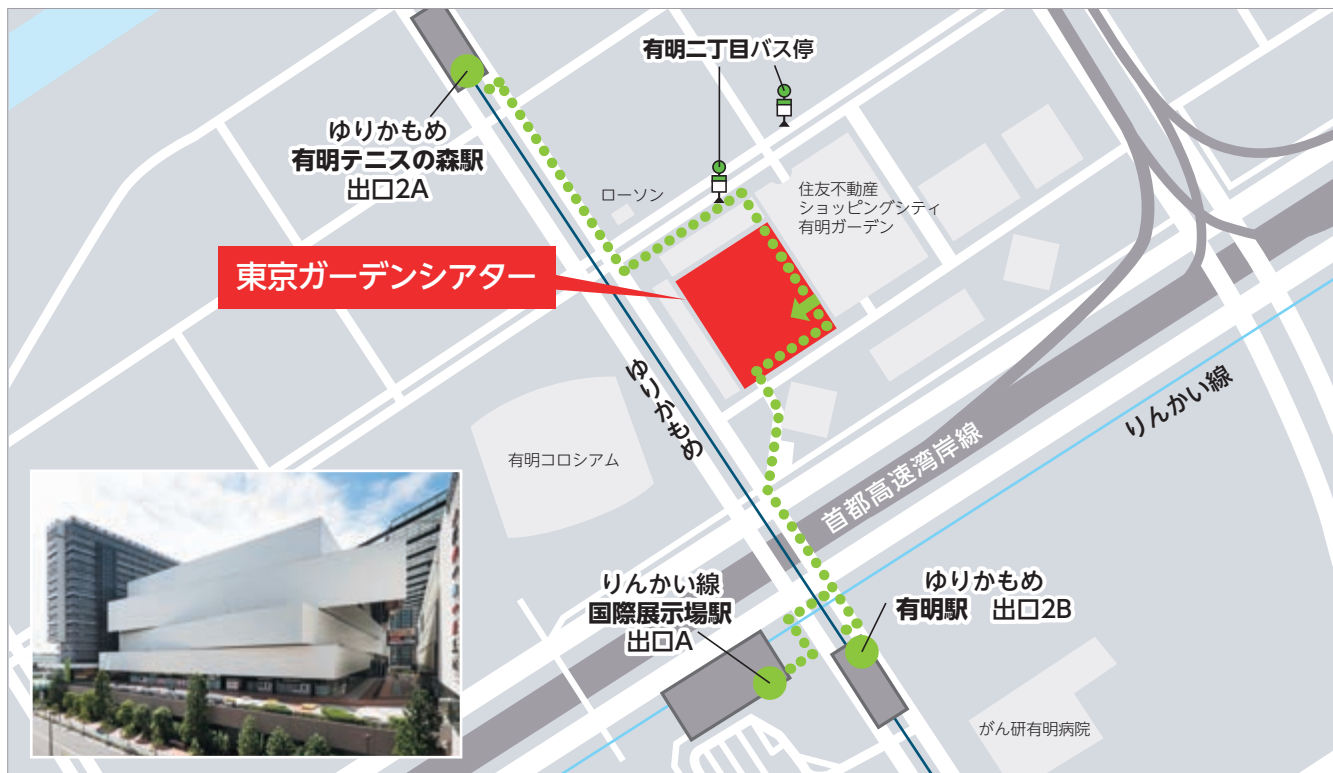 有明二丁目バス停
ゆりかもめ
有明テニスの森駅
出口2A
ローソン
住友不動産
ショッピングシティ
有明ガーデン
東京ガーデンシアター
ゆりかもめ
りんかい線
首都高速湾岸線
有明コロシアム
りんかい線
国際展示場駅
出口A
ゆりかもめ
有明駅 出口2B
がん研有明病院